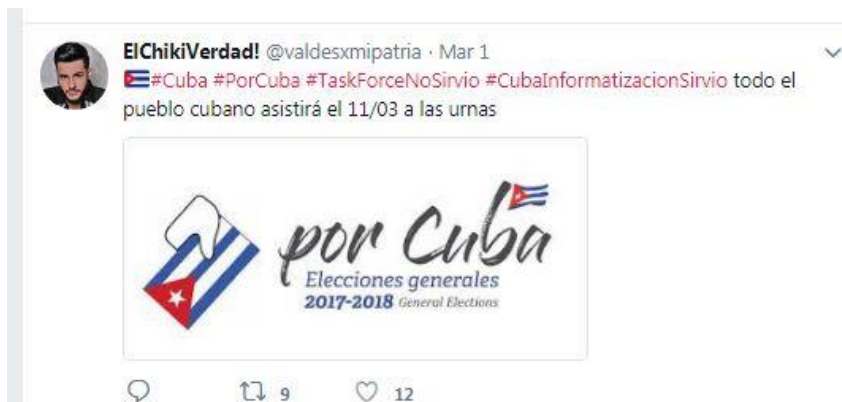 ElChikiVerdad! @valdesxmipatria · Mar 1
🇨🇺#Cuba #PorCuba #TaskForceNoSirvio #CubaInformatizacionSirvio todo el
pueblo cubano asistirá el 11/03 a las urnas
por Cuba
Elecciones generales
2017-2018 General Elections
9 12